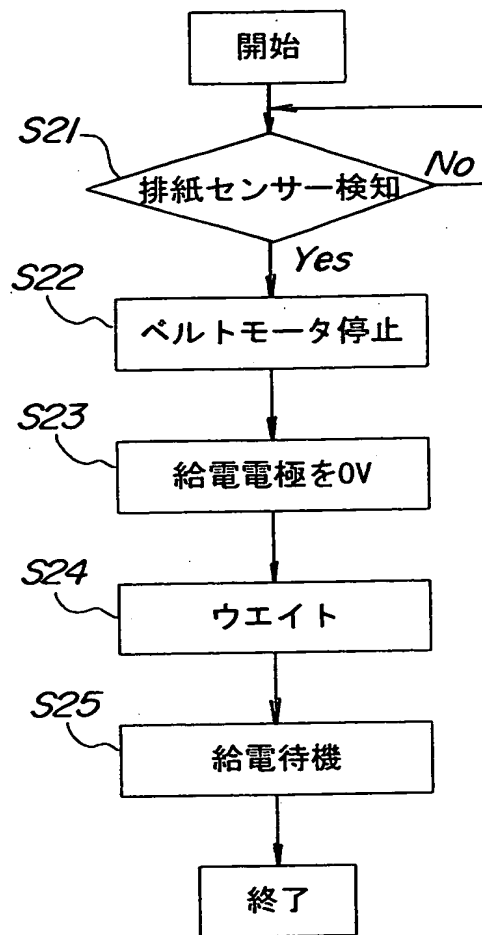 開始
S21
排紙センサー検知
No
Yes
S22
ベルトモータ停止
S23
給電電極を0V
S24
ウエイト
S25
給電待機
終了